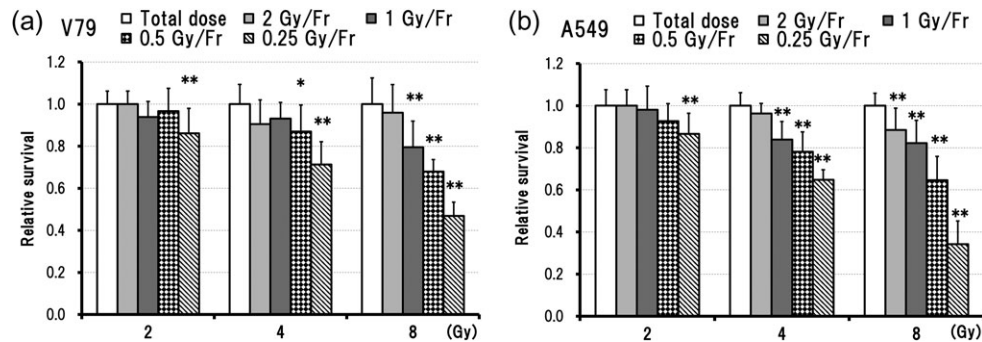 (a) V79
Total dose 2 Gy/Fr 1 Gy/Fr
0.5 Gy/Fr 0.25 Gy/Fr
Relative survival
1.2
1.0
0.8
0.6
0.4
0.2
0.0
** * ** ** ** **
2 4 8 (Gy)
(b) A549
Total dose 2 Gy/Fr 1 Gy/Fr
0.5 Gy/Fr 0.25 Gy/Fr
Relative survival
1.2
1.0
0.8
0.6
0.4
0.2
0.0
** ** ** ** ** ** ** **
2 4 8 (Gy)